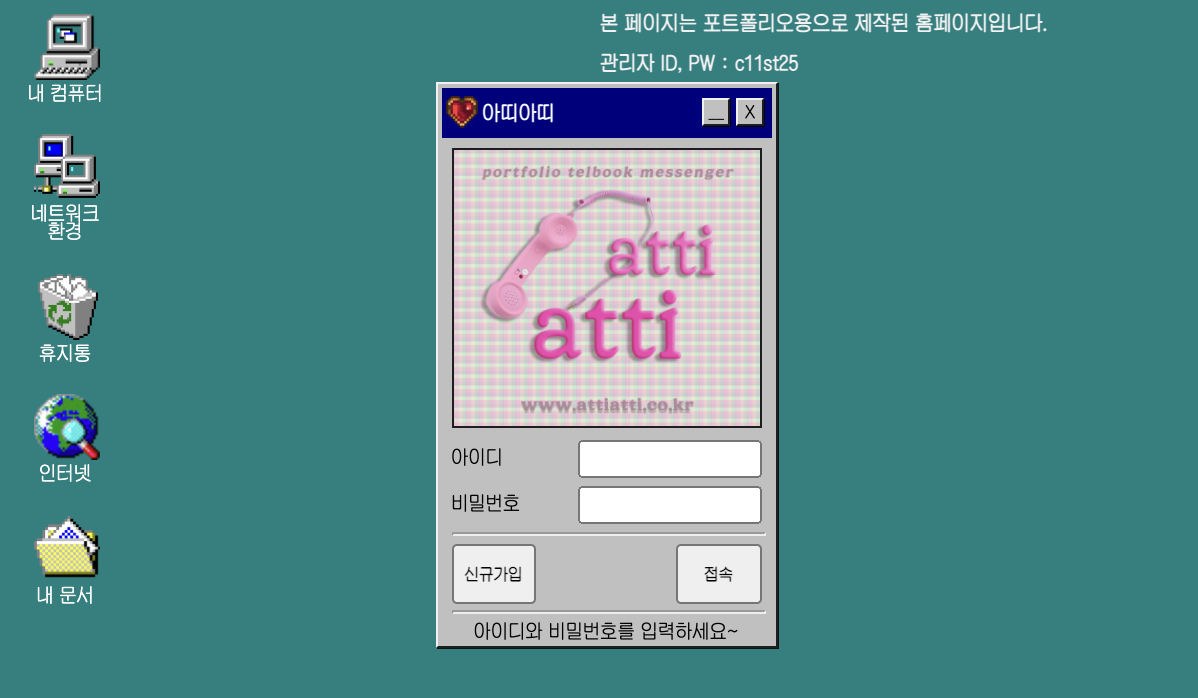 본 페이지는 포트폴리오용으로 제작된 홈페이지입니다.
관리자 ID, PW : c11st25
내 컴퓨터
네트워크
환경
휴지통
인터넷
내 문서
아띠아띠
_ X
portfolio telbook messenger
atti
atti
www.attiatti.co.kr
아이디
비밀번호
신규가입
접속
아이디와 비밀번호를 입력하세요~